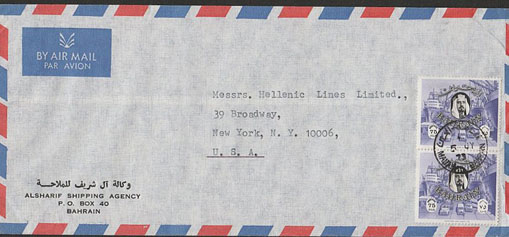 BY AIR MAIL
PAR AVION
Messrs. Hellenic Lines Limited.,
39 Broadway,
New York, N. Y. 10006,
U. S. A.
وكالة آل شريف للملاحة
ALSHARIF SHIPPING AGENCY
P. O. BOX 40
BAHRAIN